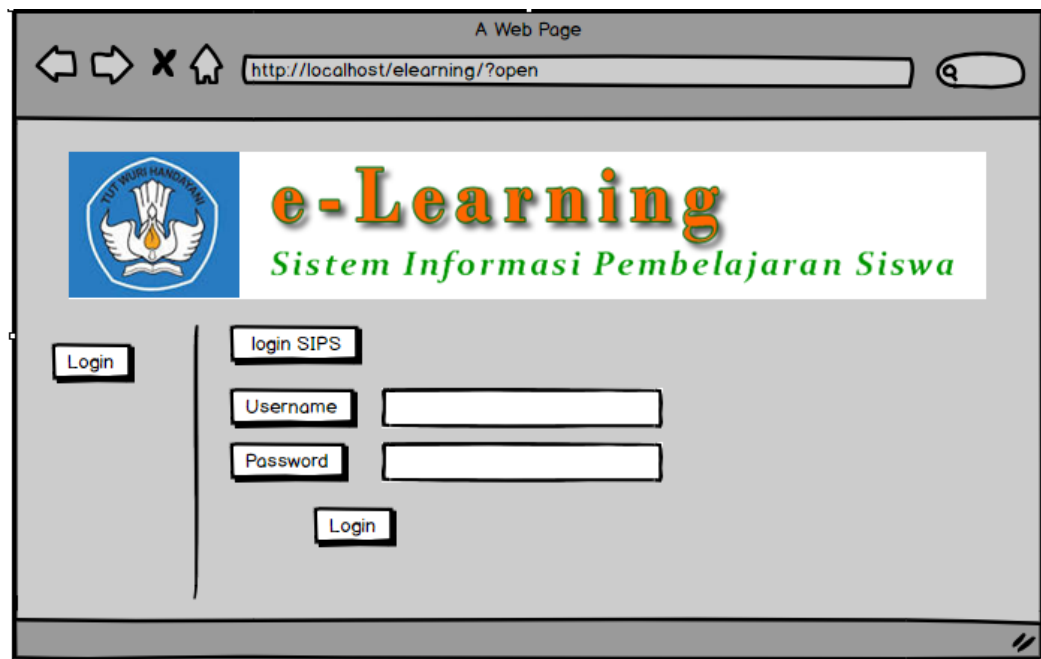 A Web Page
http://localhost/elearning/?open
TUT WURI HANDAYANI
e-Learning
Sistem Informasi Pembelajaran Siswa
Login
login SIPS
Username
Password
Login